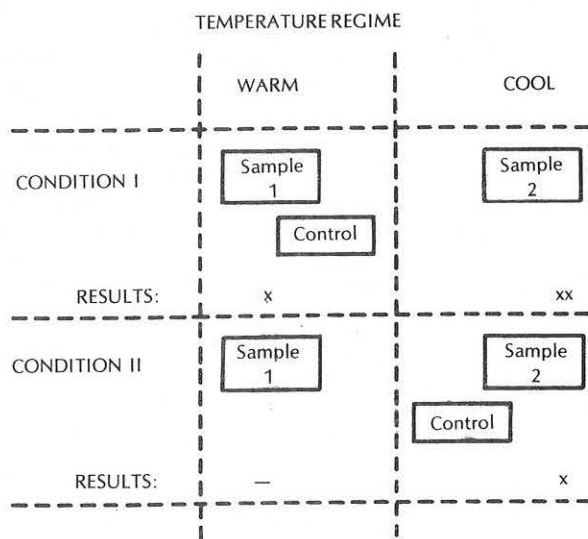 TEMPERATURE REGIME
WARM COOL
CONDITION I
Sample
1
Sample
2
Control
RESULTS: x xx
CONDITION II
Sample
1
Sample
2
Control
RESULTS: — x